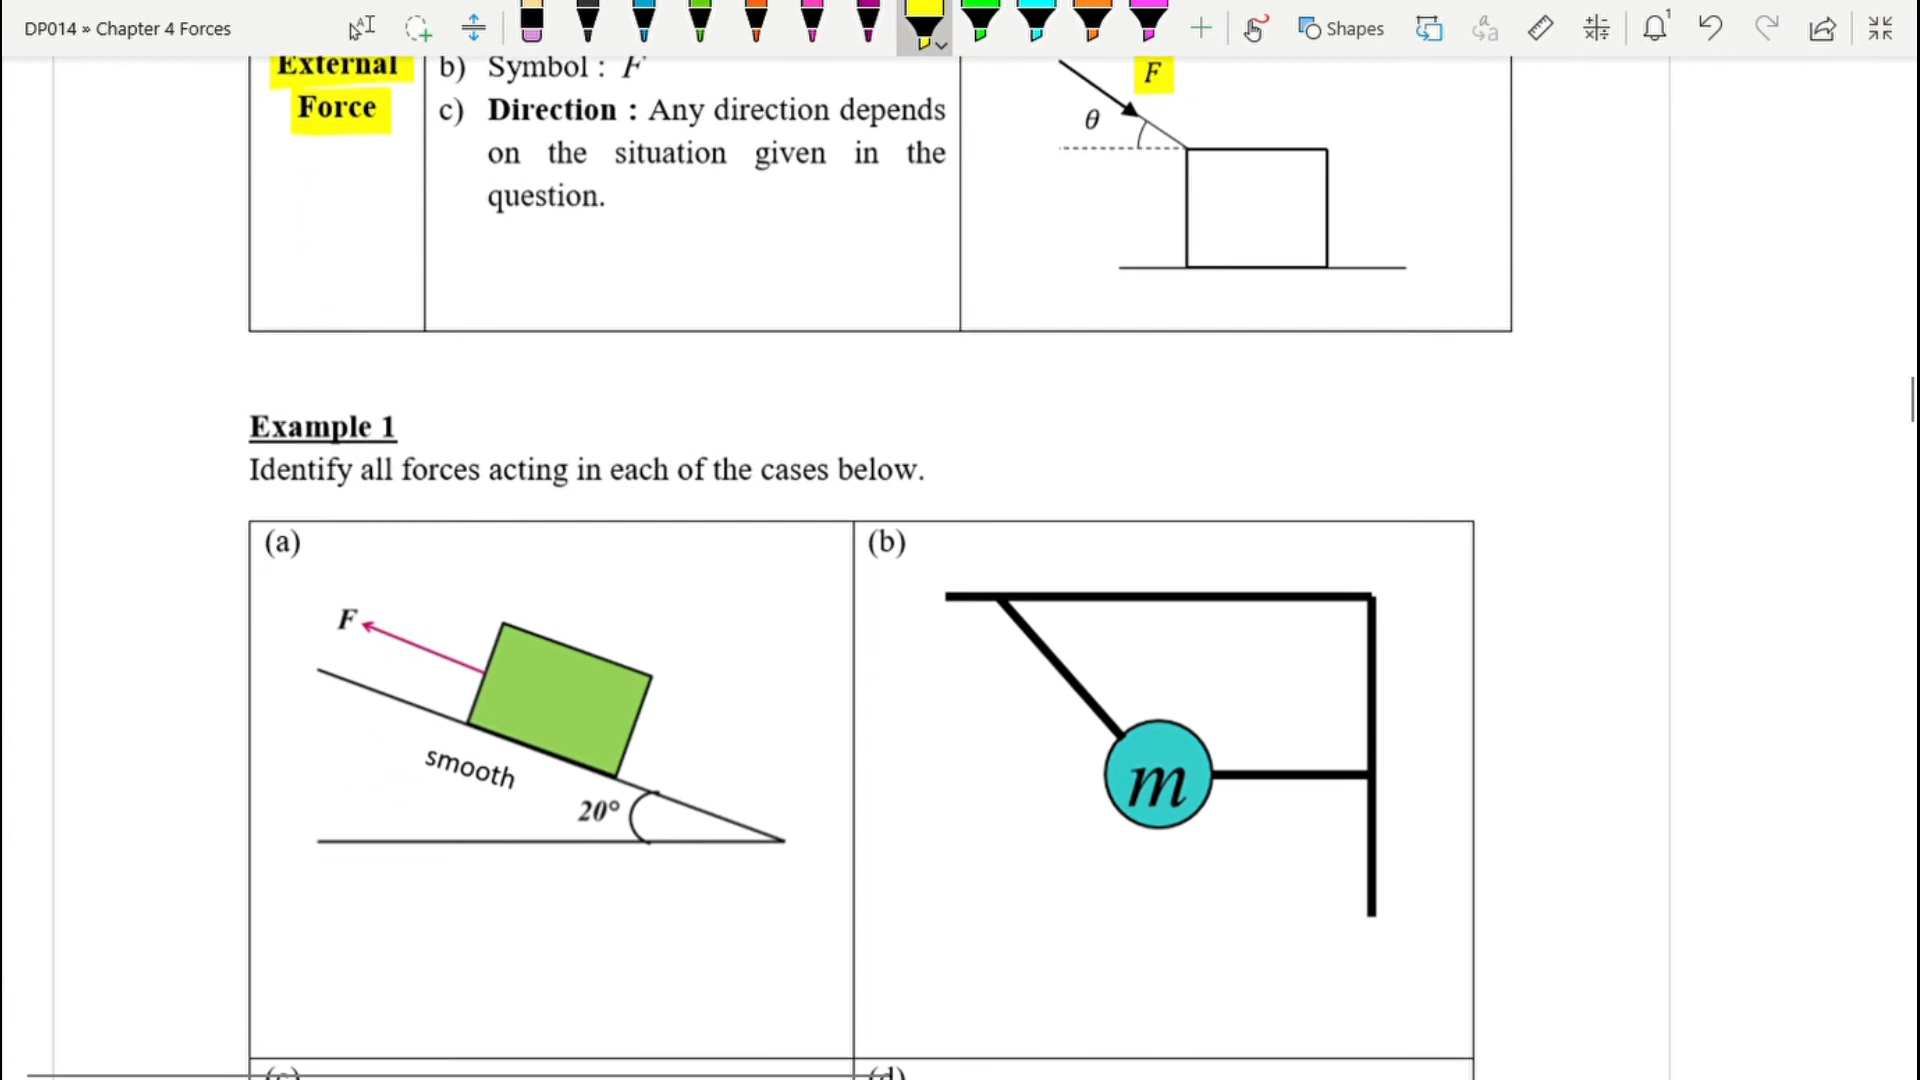 DP014 » Chapter 4 Forces
Shapes
1
External
Force
b) Symbol : F
c) Direction : Any direction depends
on the situation given in the
question.
F
θ
Example 1
Identify all forces acting in each of the cases below.
(a)
F
smooth
20°
(b)
m
(c)
(d)